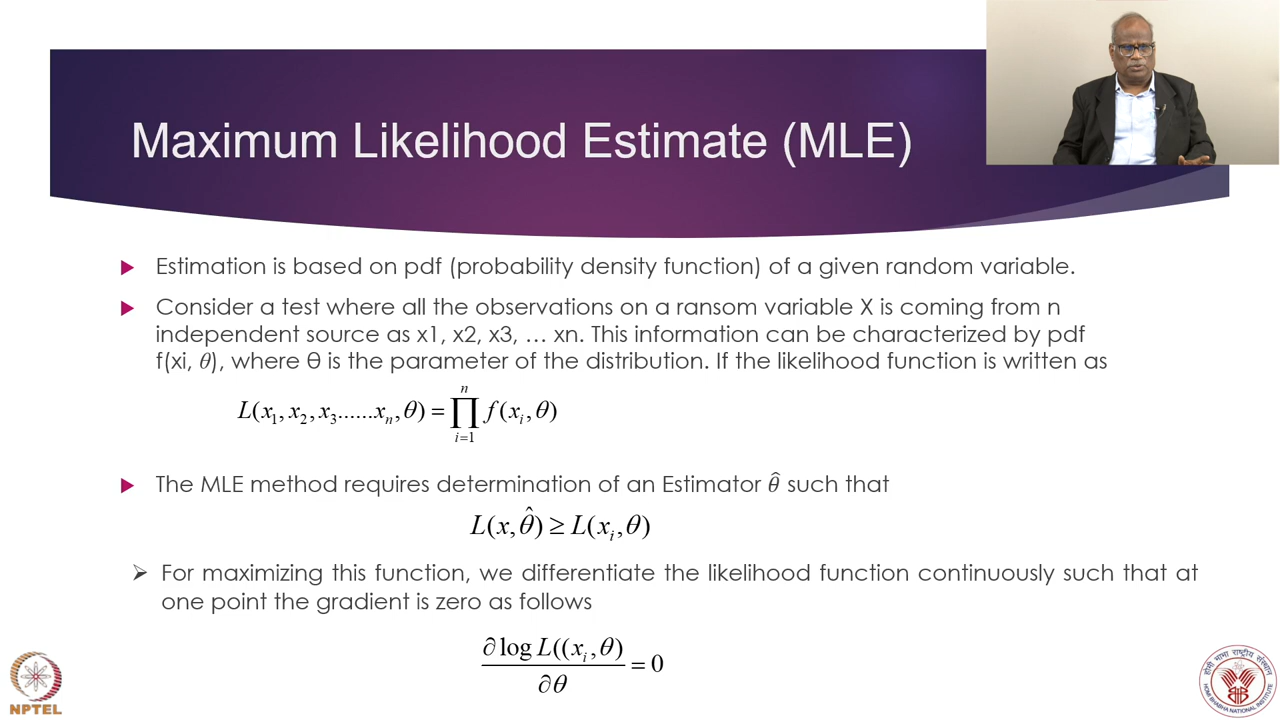 Maximum Likelihood Estimate (MLE)
Estimation is based on pdf (probability density function) of a given random variable.
Consider a test where all the observations on a ransom variable X is coming from n
independent source as x1, x2, x3, … xn. This information can be characterized by pdf
f(xi, 𝜃), where Θ is the parameter of the distribution. If the likelihood function is written as
L(x₁, x₂, x₃......xₙ, θ) = ∏ᵢ₌₁ⁿ f(xᵢ, θ)
The MLE method requires determination of an Estimator θ̂ such that
L(x, θ̂) ≥ L(xᵢ, θ)
For maximizing this function, we differentiate the likelihood function continuously such that at
one point the gradient is zero as follows
∂ log L((xᵢ, θ) / ∂θ = 0
NPTEL
होमी भाभा राष्ट्रीय संस्थान
HOMI BHABHA NATIONAL INSTITUTE